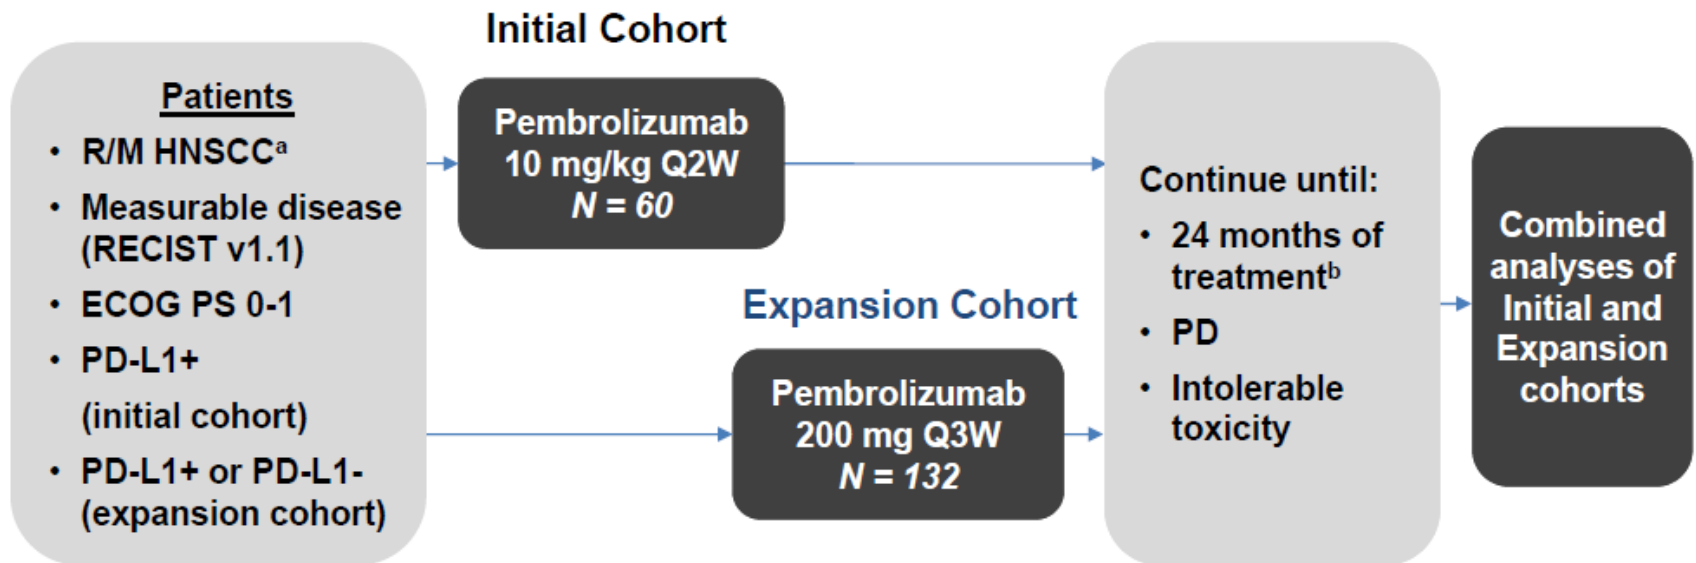 Initial Cohort
Patients
• R/M HNSCCᵃ
• Measurable disease
(RECIST v1.1)
• ECOG PS 0-1
• PD-L1+
(initial cohort)
• PD-L1+ or PD-L1-
(expansion cohort)
Pembrolizumab
10 mg/kg Q2W
N = 60
Expansion Cohort
Pembrolizumab
200 mg Q3W
N = 132
Continue until:
• 24 months of
treatmentᵇ
• PD
• Intolerable
toxicity
Combined
analyses of
Initial and
Expansion
cohorts